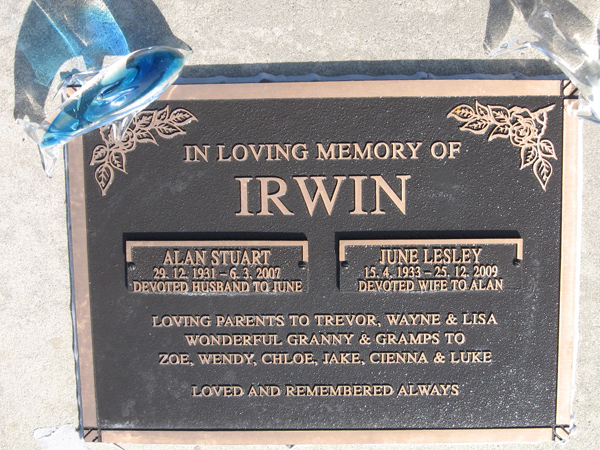 IN LOVING MEMORY OF
IRWIN
ALAN STUART
29. 12. 1931 – 6. 3. 2007
DEVOTED HUSBAND TO JUNE
JUNE LESLEY
15. 4. 1933 – 25. 12. 2009
DEVOTED WIFE TO ALAN
LOVING PARENTS TO TREVOR, WAYNE & LISA
WONDERFUL GRANNY & GRAMPS TO
ZOE, WENDY, CHLOE, JAKE, CIENNA & LUKE
LOVED AND REMEMBERED ALWAYS